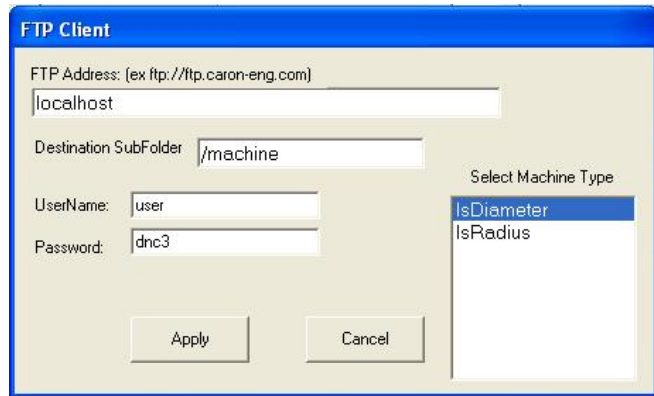 FTP Client
FTP Address: (ex ftp://ftp.caron-eng.com)
localhost
Destination SubFolder /machine
Select Machine Type
UserName: user
IsDiameter
IsRadius
Password: dnc3
Apply Cancel